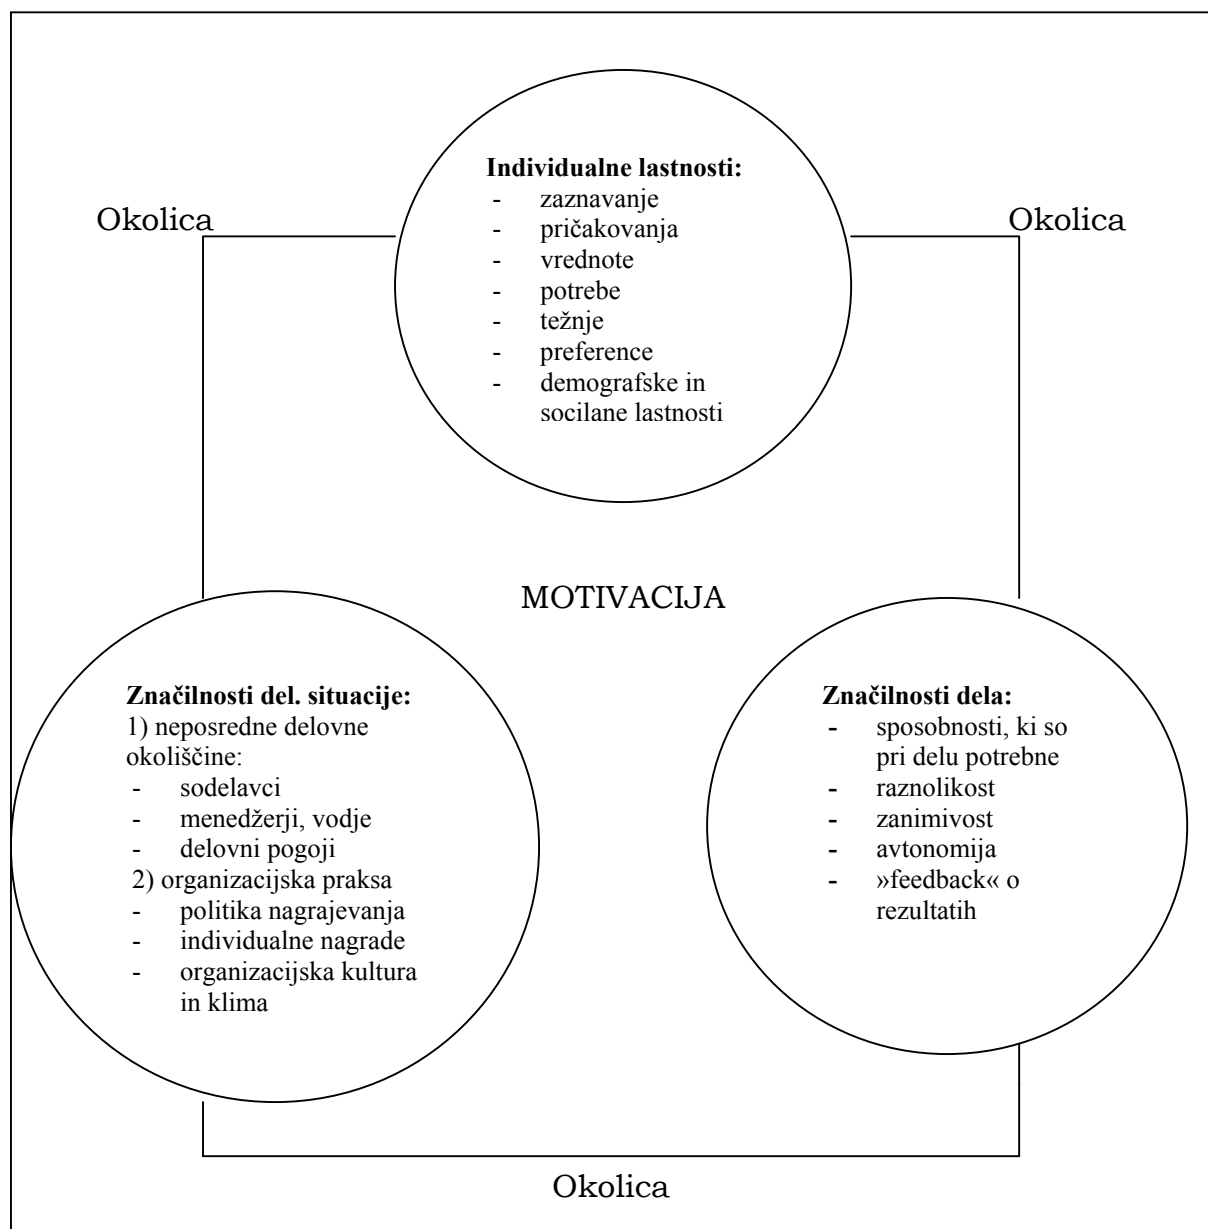 Individualne lastnosti:
- zaznavanje
- pričakovanja
- vrednote
- potrebe
- težnje
- preference
- demografske in
socilane lastnosti
Okolica
Okolica
MOTIVACIJA
Značilnosti del. situacije:
1) neposredne delovne
okoliščine:
- sodelavci
- menedžerji, vodje
- delovni pogoji
2) organizacijska praksa
- politika nagrajevanja
- individualne nagrade
- organizacijska kultura
in klima
Značilnosti dela:
- sposobnosti, ki so
pri delu potrebne
- raznolikost
- zanimivost
- avtonomija
- »feedback« o
rezultatih
Okolica